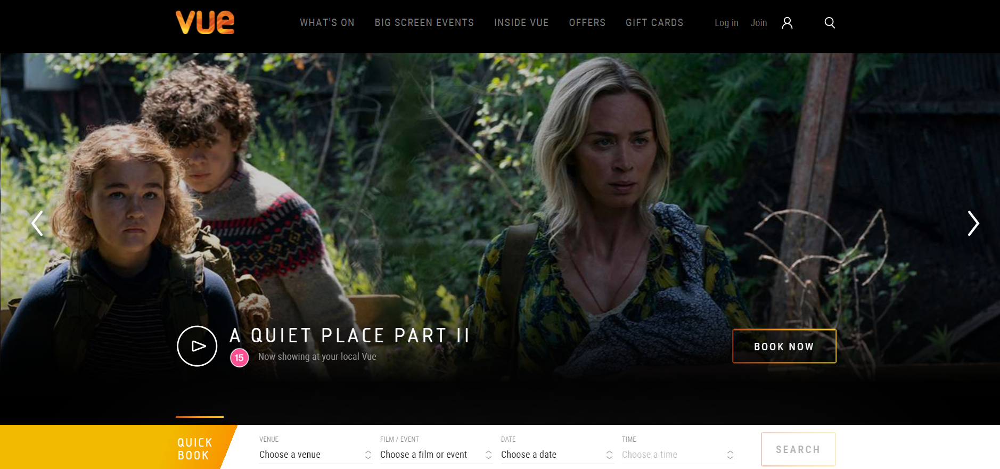 vue
WHAT'S ON
BIG SCREEN EVENTS
INSIDE VUE
OFFERS
GIFT CARDS
Log in
Join
A QUIET PLACE PART II
15
Now showing at your local Vue
BOOK NOW
QUICK
BOOK
VENUE
Choose a venue
FILM / EVENT
Choose a film or event
DATE
Choose a date
TIME
Choose a time
SEARCH